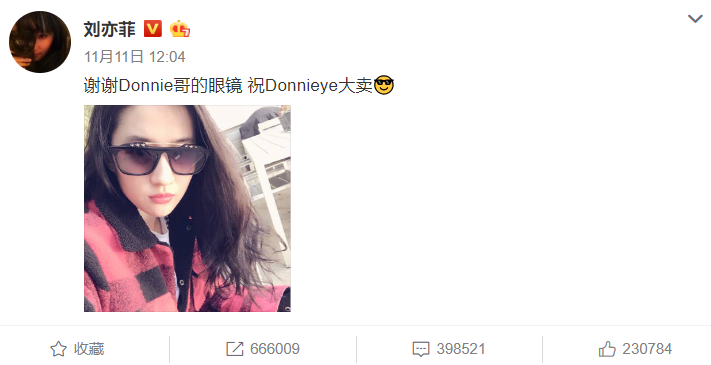 刘亦菲
11月11日 12:04
谢谢Donnie哥的眼镜 祝Donnieye大卖😎
收藏
666009
398521
230784